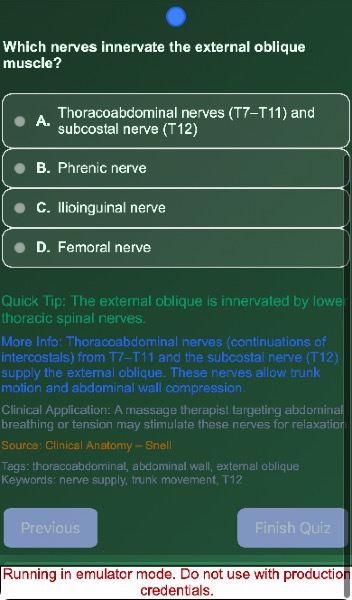 Which nerves innervate the external oblique
muscle?
A. Thoracoabdominal nerves (T7–T11) and
subcostal nerve (T12)
B. Phrenic nerve
C. Ilioinguinal nerve
D. Femoral nerve
Quick Tip: The external oblique is innervated by lower
thoracic spinal nerves.
More Info: Thoracoabdominal nerves (continuations of
intercostals) from T7–T11 and the subcostal nerve (T12)
supply the external oblique. These nerves allow trunk
motion and abdominal wall compression.
Clinical Application: A massage therapist targeting abdominal
breathing or tension may stimulate these nerves for relaxation.
Source: Clinical Anatomy – Snell
Tags: thoracoabdominal, abdominal wall, external oblique
Keywords: nerve supply, trunk movement, T12
Previous Finish Quiz
Running in emulator mode. Do not use with production
credentials.